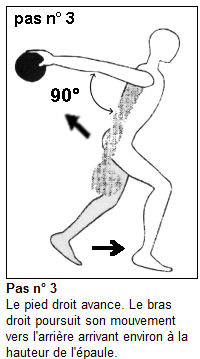 pas n° 3
90°
Pas n° 3
Le pied droit avance. Le bras
droit poursuit son mouvement
vers l'arrière arrivant environ à la
hauteur de l'épaule.